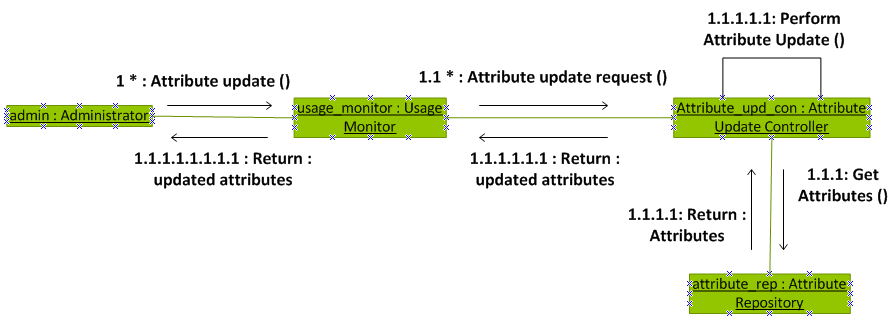 1.1.1.1.1: Perform
Attribute Update ()
1 * : Attribute update ()
1.1 * : Attribute update request ()
admin : Administrator
usage_monitor : Usage
Monitor
Attribute_upd_con : Attribute
Update Controller
1.1.1.1.1.1.1.1 : Return :
updated attributes
1.1.1.1.1.1.1 : Return :
updated attributes
1.1.1: Get
Attributes ()
1.1.1.1: Return :
Attributes
attribute_rep : Attribute
Repository